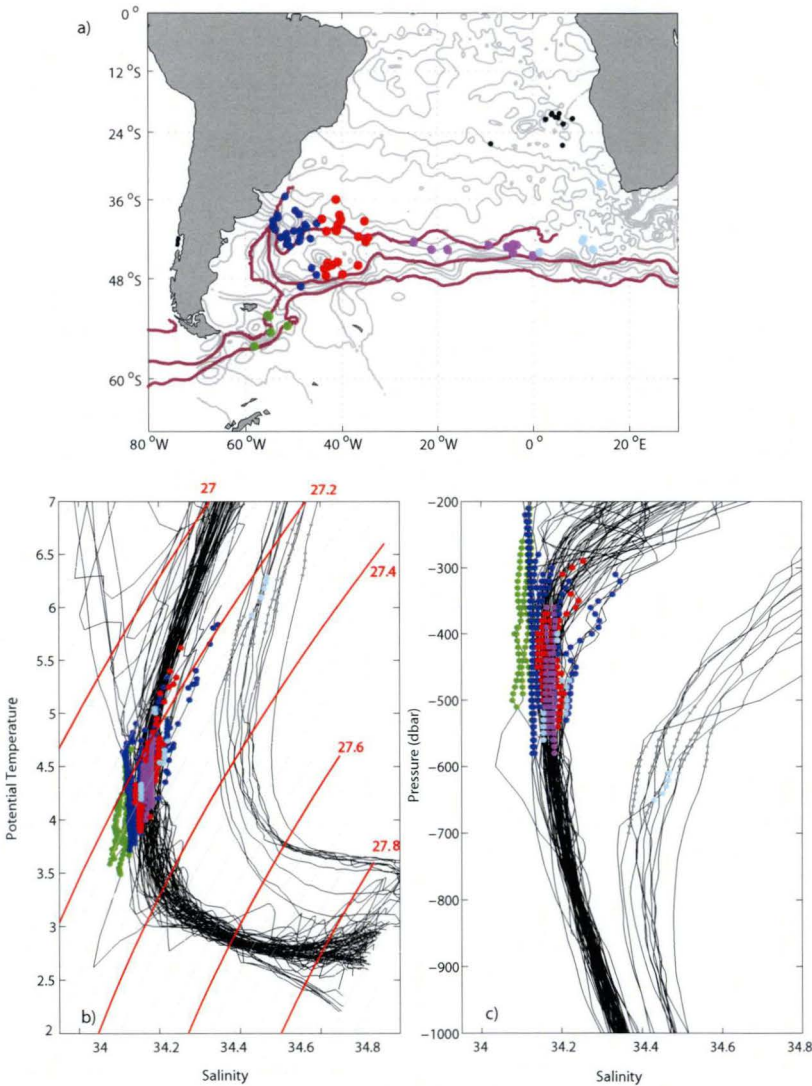 a)
0°
12 °S
24 °S
36 °S
48 °S
60 °S
80 °W
60 °W
40 °W
20 °W
0 °
20 °E
27
27.2
27.4
27.6
27.8
7
6.5
6
5.5
5
4.5
4
3.5
3
2.5
2
Potential Temperature
b)
34
34.2
34.4
34.6
34.8
Salinity
-200
-300
-400
-500
-600
-700
-800
-900
-1000
Pressure (dbar)
c)
34
34.2
34.4
34.6
34.8
Salinity